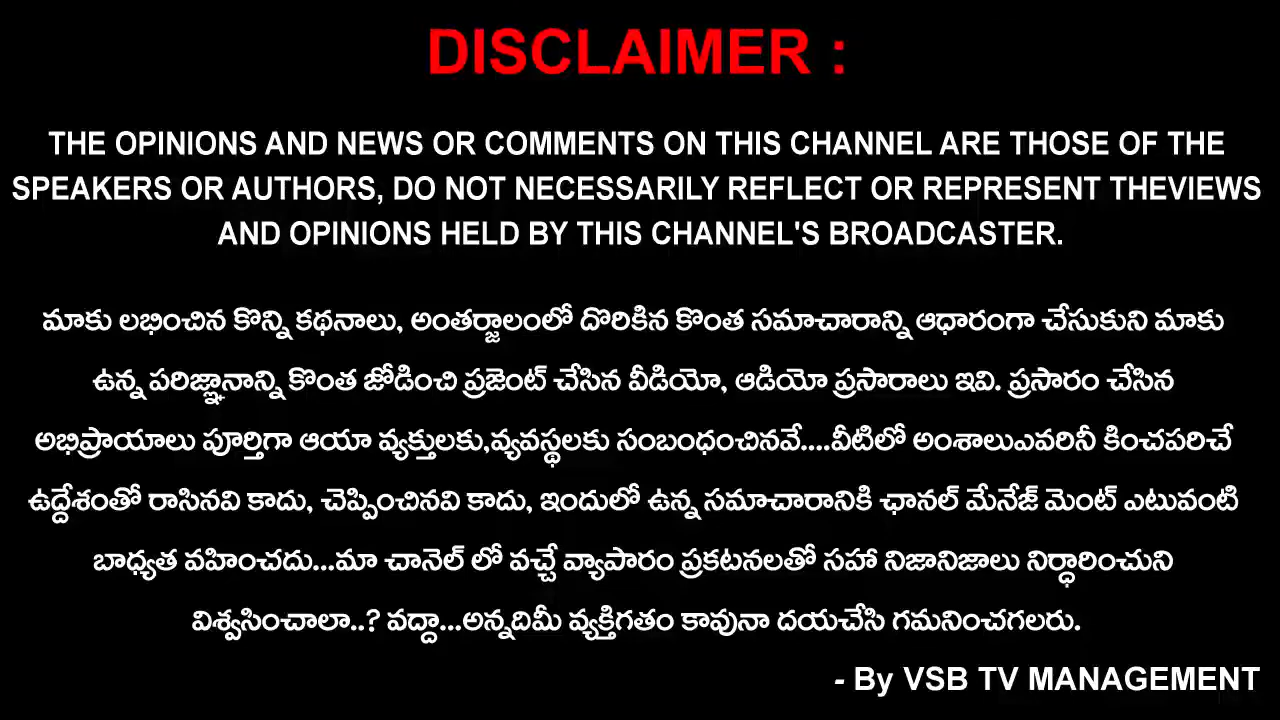 DISCLAIMER :
THE OPINIONS AND NEWS OR COMMENTS ON THIS CHANNEL ARE THOSE OF THE
SPEAKERS OR AUTHORS, DO NOT NECESSARILY REFLECT OR REPRESENT THEVIEWS
AND OPINIONS HELD BY THIS CHANNEL'S BROADCASTER.
మాకు లభించిన కొన్ని కథనాలు, అంతర్జాలంలో దొరికిన కొంత సమాచారాన్ని ఆధారంగా చేసుకుని మాకు
ఉన్న పరిజ్ఞానాన్ని కొంత జోడించి ప్రజెంట్ చేసిన వీడియో, ఆడియో ప్రసారాలు ఇవి. ప్రసారం చేసిన
అభిప్రాయాలు పూర్తిగా ఆయా వ్యక్తులకు,వ్యవస్థలకు సంబంధంచినవే....వీటిలో అంశాలుఎవరినీ కించపరిచే
ఉద్దేశంతో రాసినవి కాదు, చెప్పించినవి కాదు, ఇందులో ఉన్న సమాచారానికి ఛానల్ మేనేజ్ మెంట్ ఎటువంటి
బాధ్యత వహించదు...మా చానెల్ లో వచ్చే వ్యాపారం ప్రకటనలతో సహా నిజానిజాలు నిర్ధారించుని
విశ్వసించాలా..? వద్దా...అన్నదిమీ వ్యక్తిగతం కావునా దయచేసి గమనించగలరు.
- By VSB TV MANAGEMENT